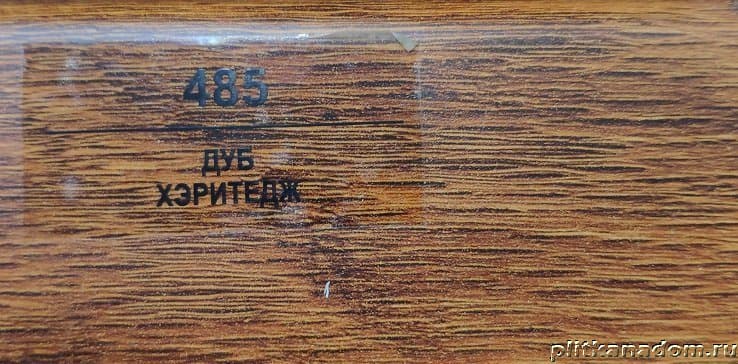 485
ДУБ
ХЭРИТЕДЖ
plitkanadom.ru